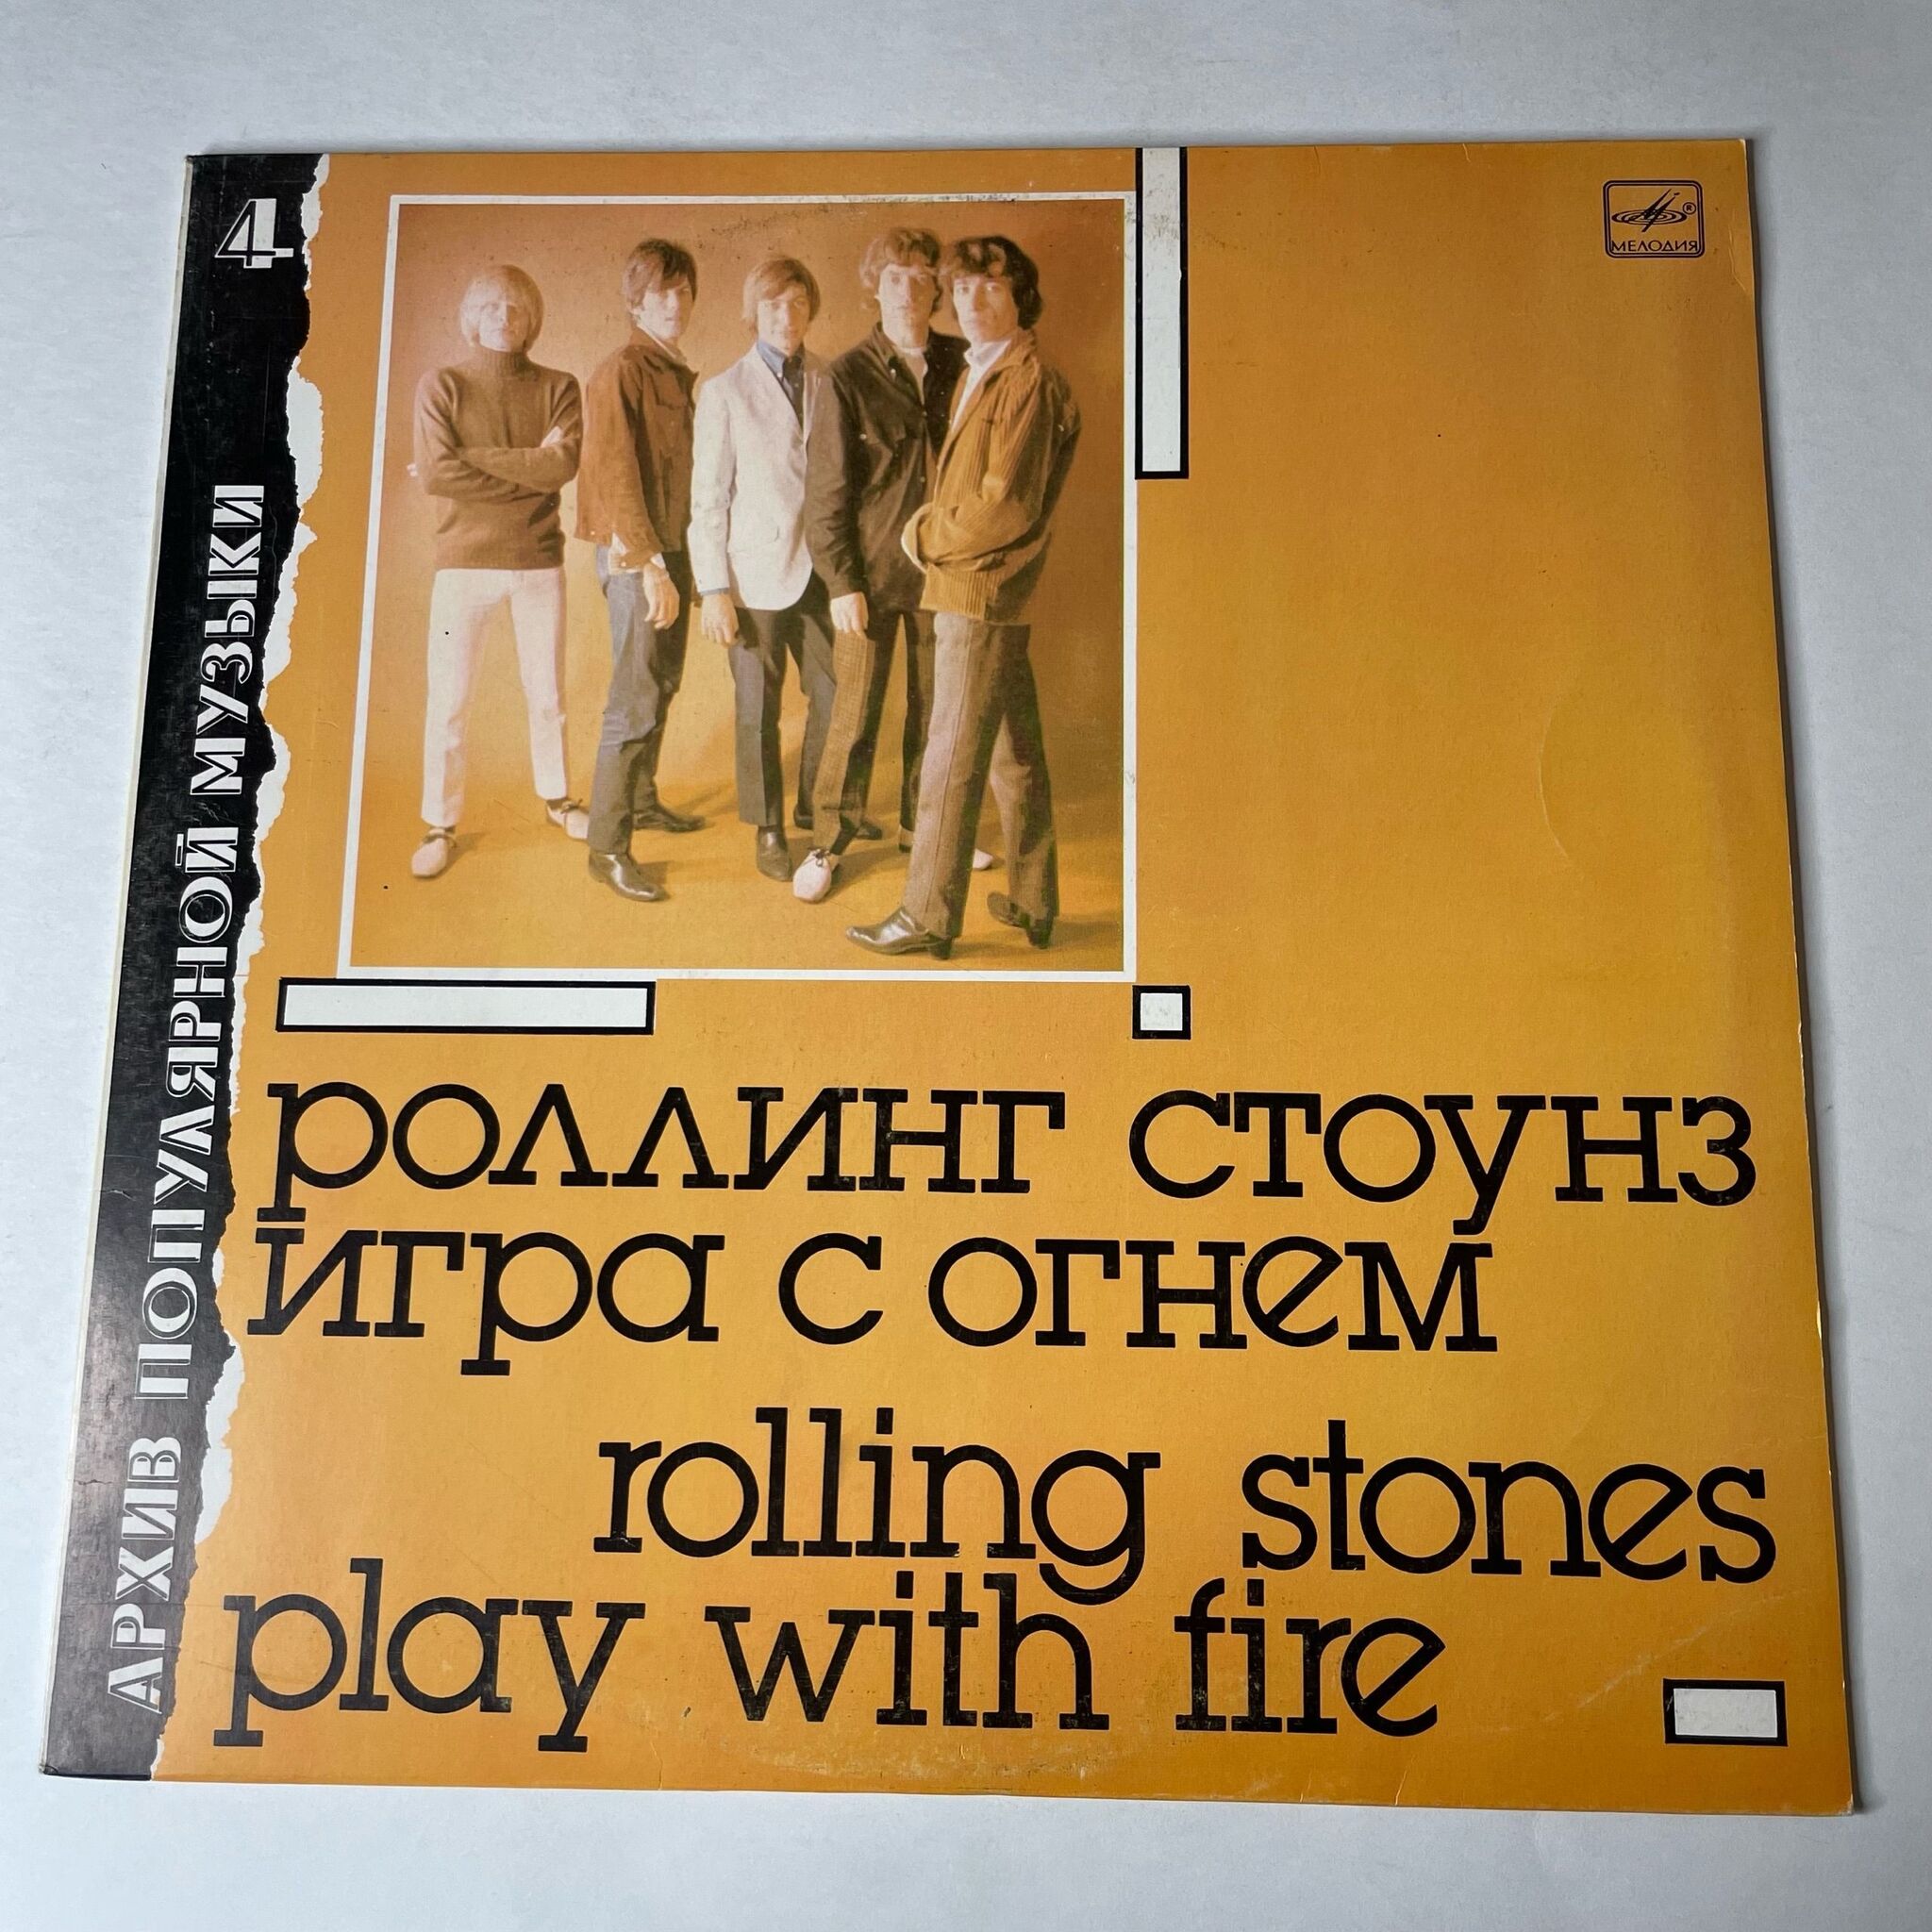 4
АРХИВ ПОПУЛЯРНОЙ МУЗЫКИ
МЕЛОДИЯ ®
роллинг стоунз
игра с огнем
rolling stones
play with fire